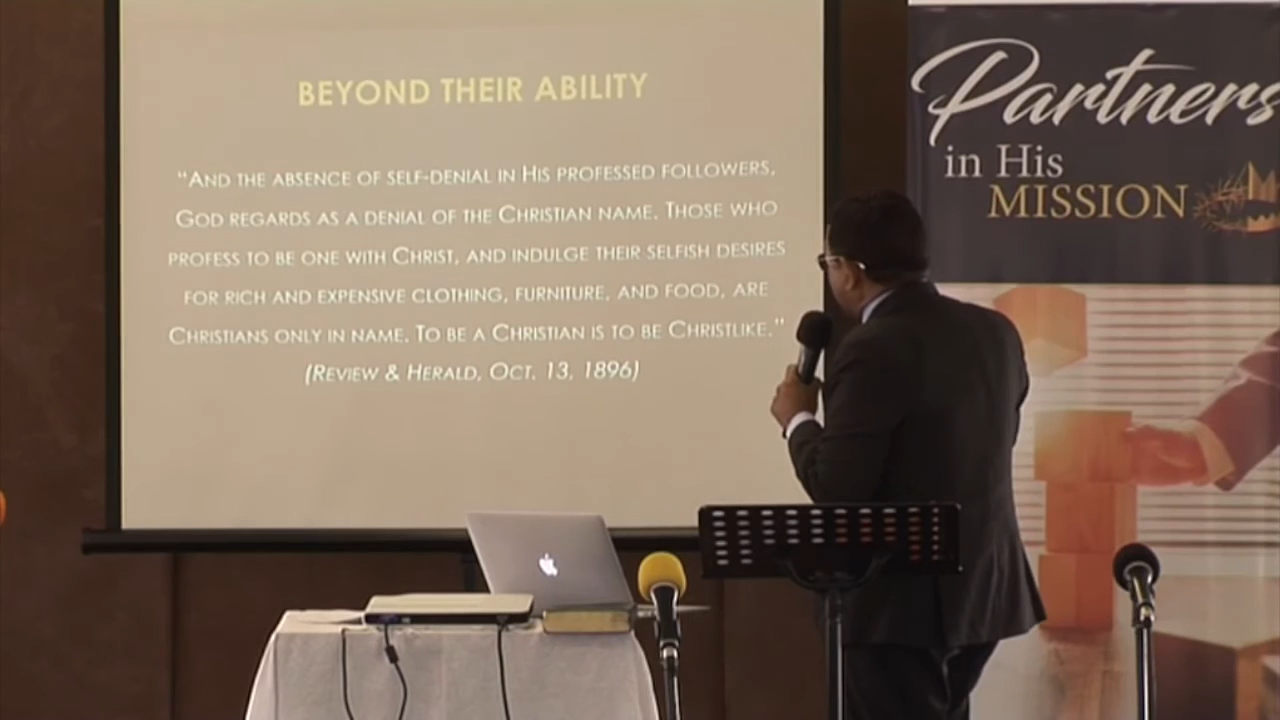 BEYOND THEIR ABILITY
“AND THE ABSENCE OF SELF-DENIAL IN HIS PROFESSED FOLLOWERS,
GOD REGARDS AS A DENIAL OF THE CHRISTIAN NAME. THOSE WHO
PROFESS TO BE ONE WITH CHRIST, AND INDULGE THEIR SELFISH DESIRES
FOR RICH AND EXPENSIVE CLOTHING, FURNITURE, AND FOOD, ARE
CHRISTIANS ONLY IN NAME. TO BE A CHRISTIAN IS TO BE CHRISTLIKE.”
(REVIEW & HERALD, OCT. 13, 1896)
Partners
in His
MISSION